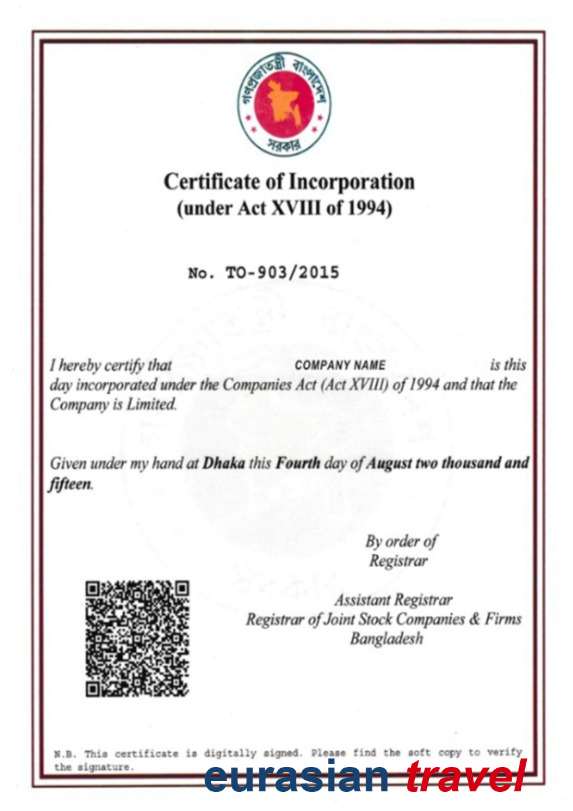 গণপ্রজাতন্ত্রী বাংলাদেশ
সরকার
Certificate of Incorporation
(under Act XVIII of 1994)
No. TO-903/2015
I hereby certify that COMPANY NAME is this
day incorporated under the Companies Act (Act XVIII) of 1994 and that the
Company is Limited.
Given under my hand at Dhaka this Fourth day of August two thousand and
fifteen.
By order of
Registrar
Assistant Registrar
Registrar of Joint Stock Companies & Firms
Bangladesh
N.B. This certificate is digitally signed. Please find the soft copy to verify
the signature.
eurasian travel